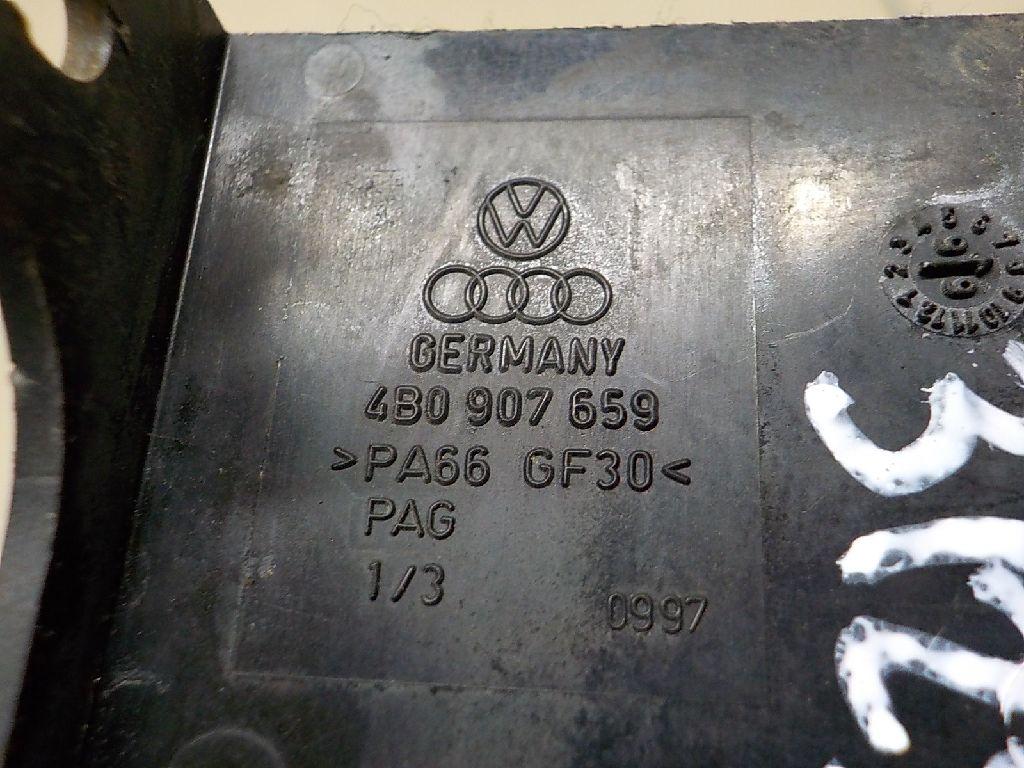 GERMANY
4B0 907 659
>PA66 GF30<
PAG
1/3
0997